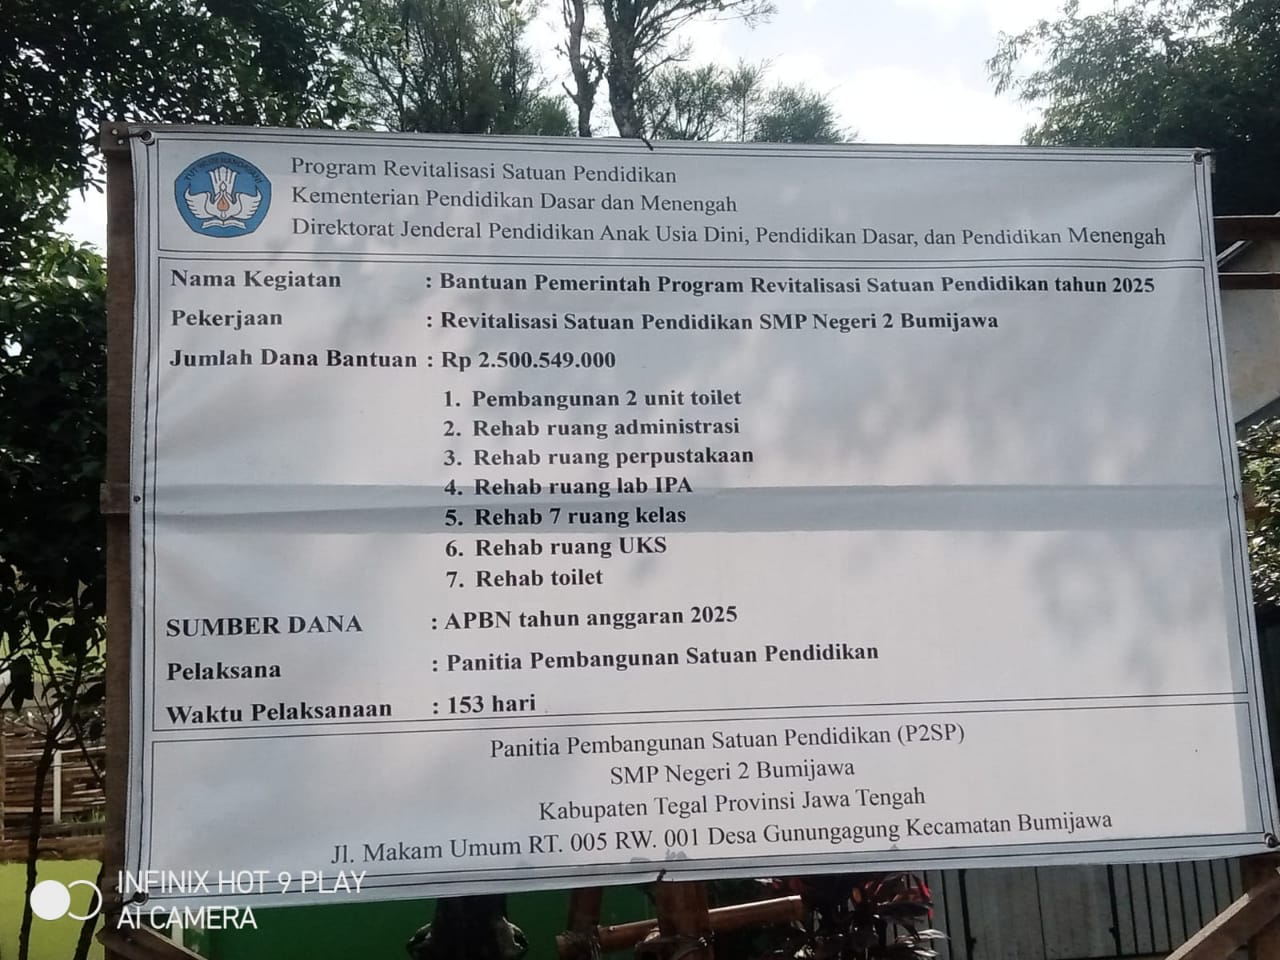 TUT WURI HANDAYANI
Program Revitalisasi Satuan Pendidikan
Kementerian Pendidikan Dasar dan Menengah
Direktorat Jenderal Pendidikan Anak Usia Dini, Pendidikan Dasar, dan Pendidikan Menengah
Nama Kegiatan : Bantuan Pemerintah Program Revitalisasi Satuan Pendidikan tahun 2025
Pekerjaan : Revitalisasi Satuan Pendidikan SMP Negeri 2 Bumijawa
Jumlah Dana Bantuan : Rp 2.500.549.000
1. Pembangunan 2 unit toilet
2. Rehab ruang administrasi
3. Rehab ruang perpustakaan
4. Rehab ruang lab IPA
5. Rehab 7 ruang kelas
6. Rehab ruang UKS
7. Rehab toilet
SUMBER DANA : APBN tahun anggaran 2025
Pelaksana : Panitia Pembangunan Satuan Pendidikan
Waktu Pelaksanaan : 153 hari
Panitia Pembangunan Satuan Pendidikan (P2SP)
SMP Negeri 2 Bumijawa
Kabupaten Tegal Provinsi Jawa Tengah
Jl. Makam Umum RT. 005 RW. 001 Desa Gunungagung Kecamatan Bumijawa
INFINIX HOT 9 PLAY
AI CAMERA